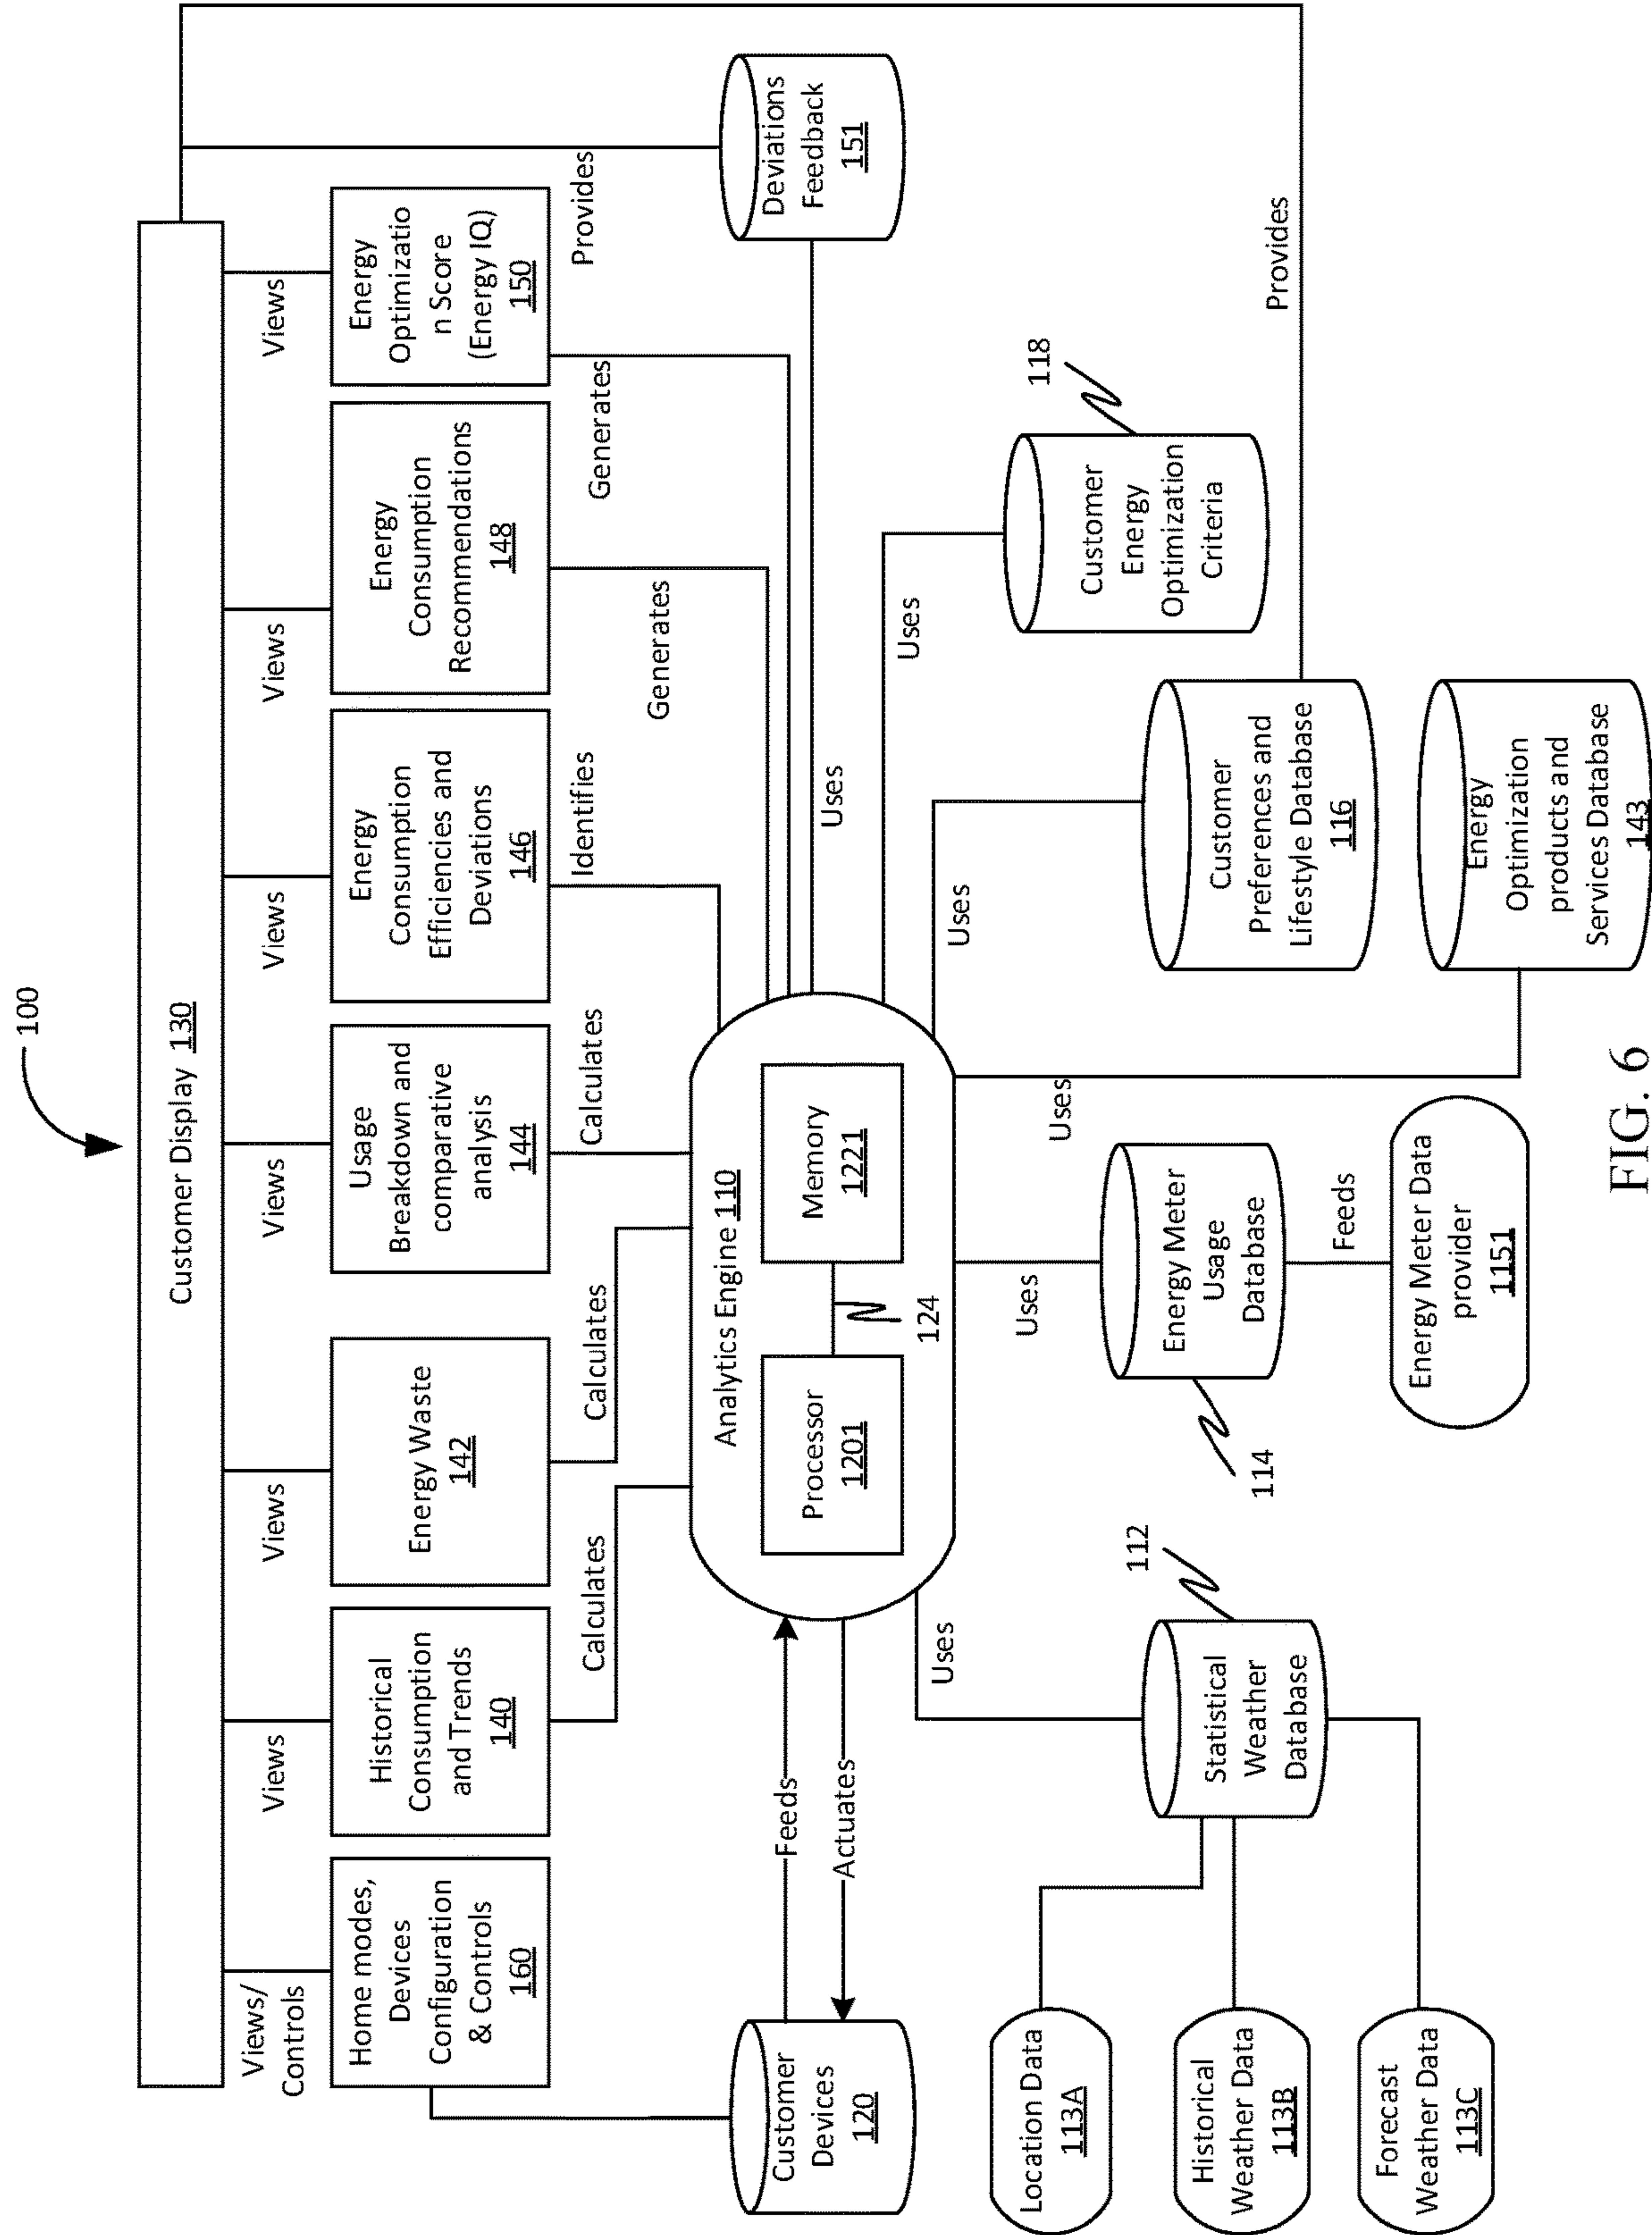 100
Customer Display 130
Views/
Controls
Views
Views
Views
Views
Views
Views
Home modes,
Devices
Configuration
& Controls
160
Historical
Consumption
and Trends
140
Energy Waste
142
Usage
Breakdown and
comparative
analysis
144
Energy
Consumption
Efficiencies and
Deviations
146
Energy
Consumption
Recommendations
148
Energy
Optimizatio
n Score
(Energy IQ)
150
Calculates
Calculates
Calculates
Identifies
Generates
Generates
Provides
Customer
Devices
120
Feeds
Actuates
Analytics Engine 110
Processor
1201
124
Memory
1221
Uses
Deviations
Feedback
151
Uses
Uses
Uses
Uses
Uses
Provides
Location Data
113A
Historical
Weather Data
113B
Forecast
Weather Data
113C
112
Statistical
Weather
Database
114
Energy Meter
Usage
Database
Feeds
Energy Meter Data
provider
1151
Customer
Preferences and
Lifestyle Database
116
118
Customer
Energy
Optimization
Criteria
Energy
Optimization
products and
Services Database
143
FIG. 6